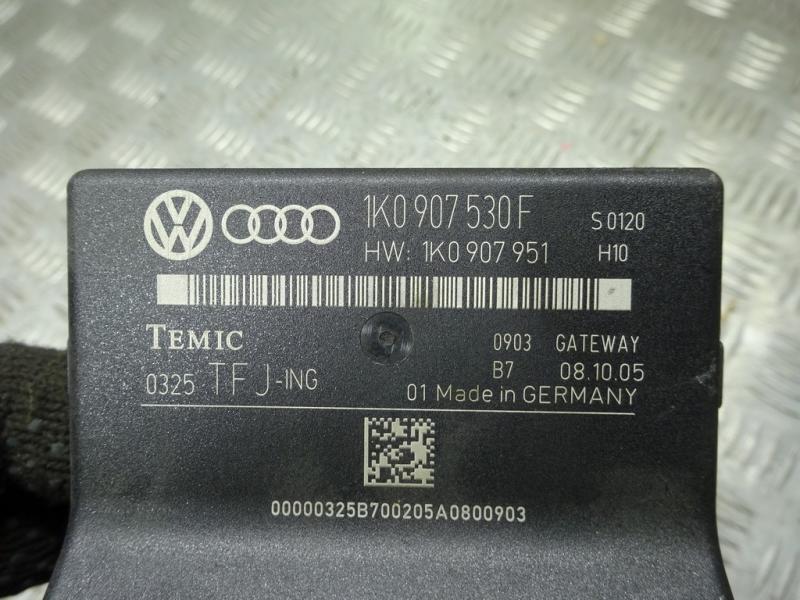 1K0 907 530 F S 0120
HW: 1K0 907 951 H10
TEMIC 0903 GATEWAY
B7 08.10.05
0325 TFJ-ING
01 Made in GERMANY
00000325B700205A0800903